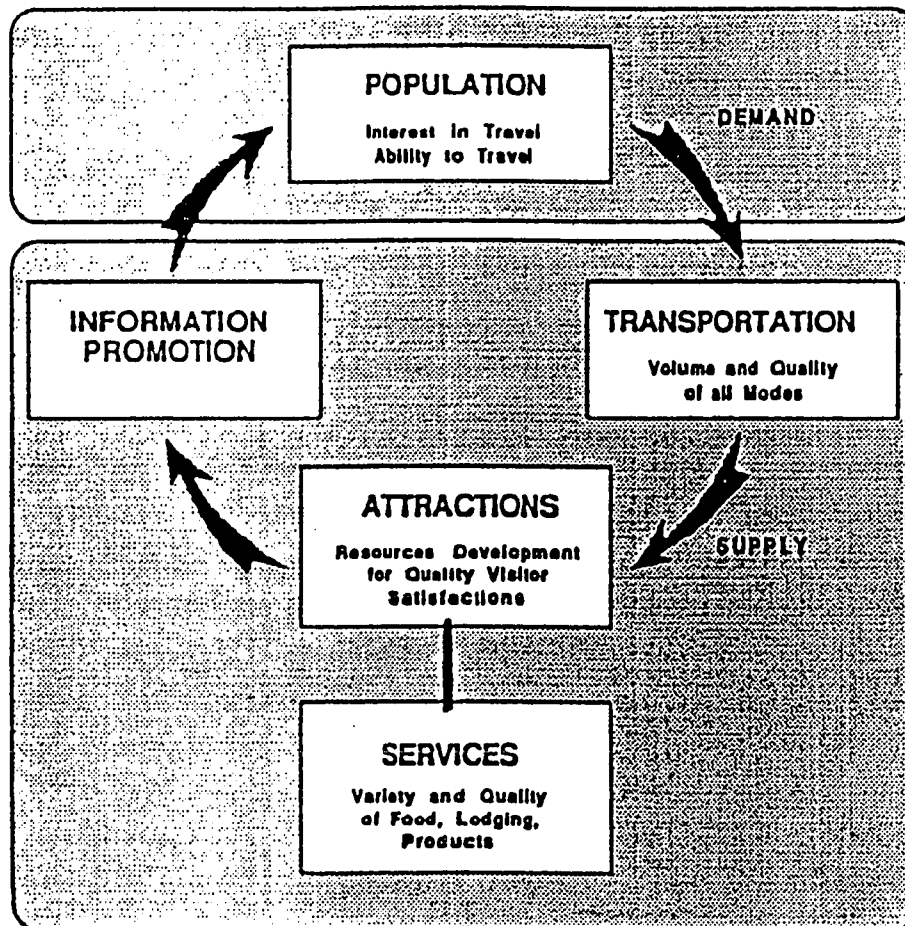 POPULATION
Interest in Travel
Ability to Travel
DEMAND
INFORMATION
PROMOTION
TRANSPORTATION
Volume and Quality
of all Modes
ATTRACTIONS
Resources Development
for Quality Visitor
Satisfactions
SUPPLY
SERVICES
Variety and Quality
of Food, Lodging,
Products